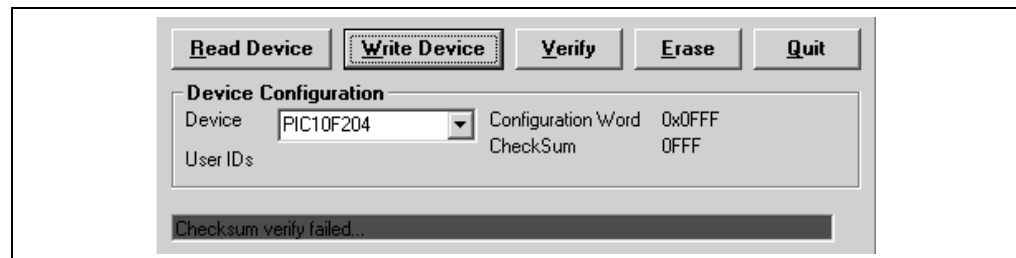 Read Device Write Device Verify Erase Quit
Device Configuration
Device PIC10F204 Configuration Word 0x0FFF
CheckSum 0FFF
User IDs
Checksum verify failed...